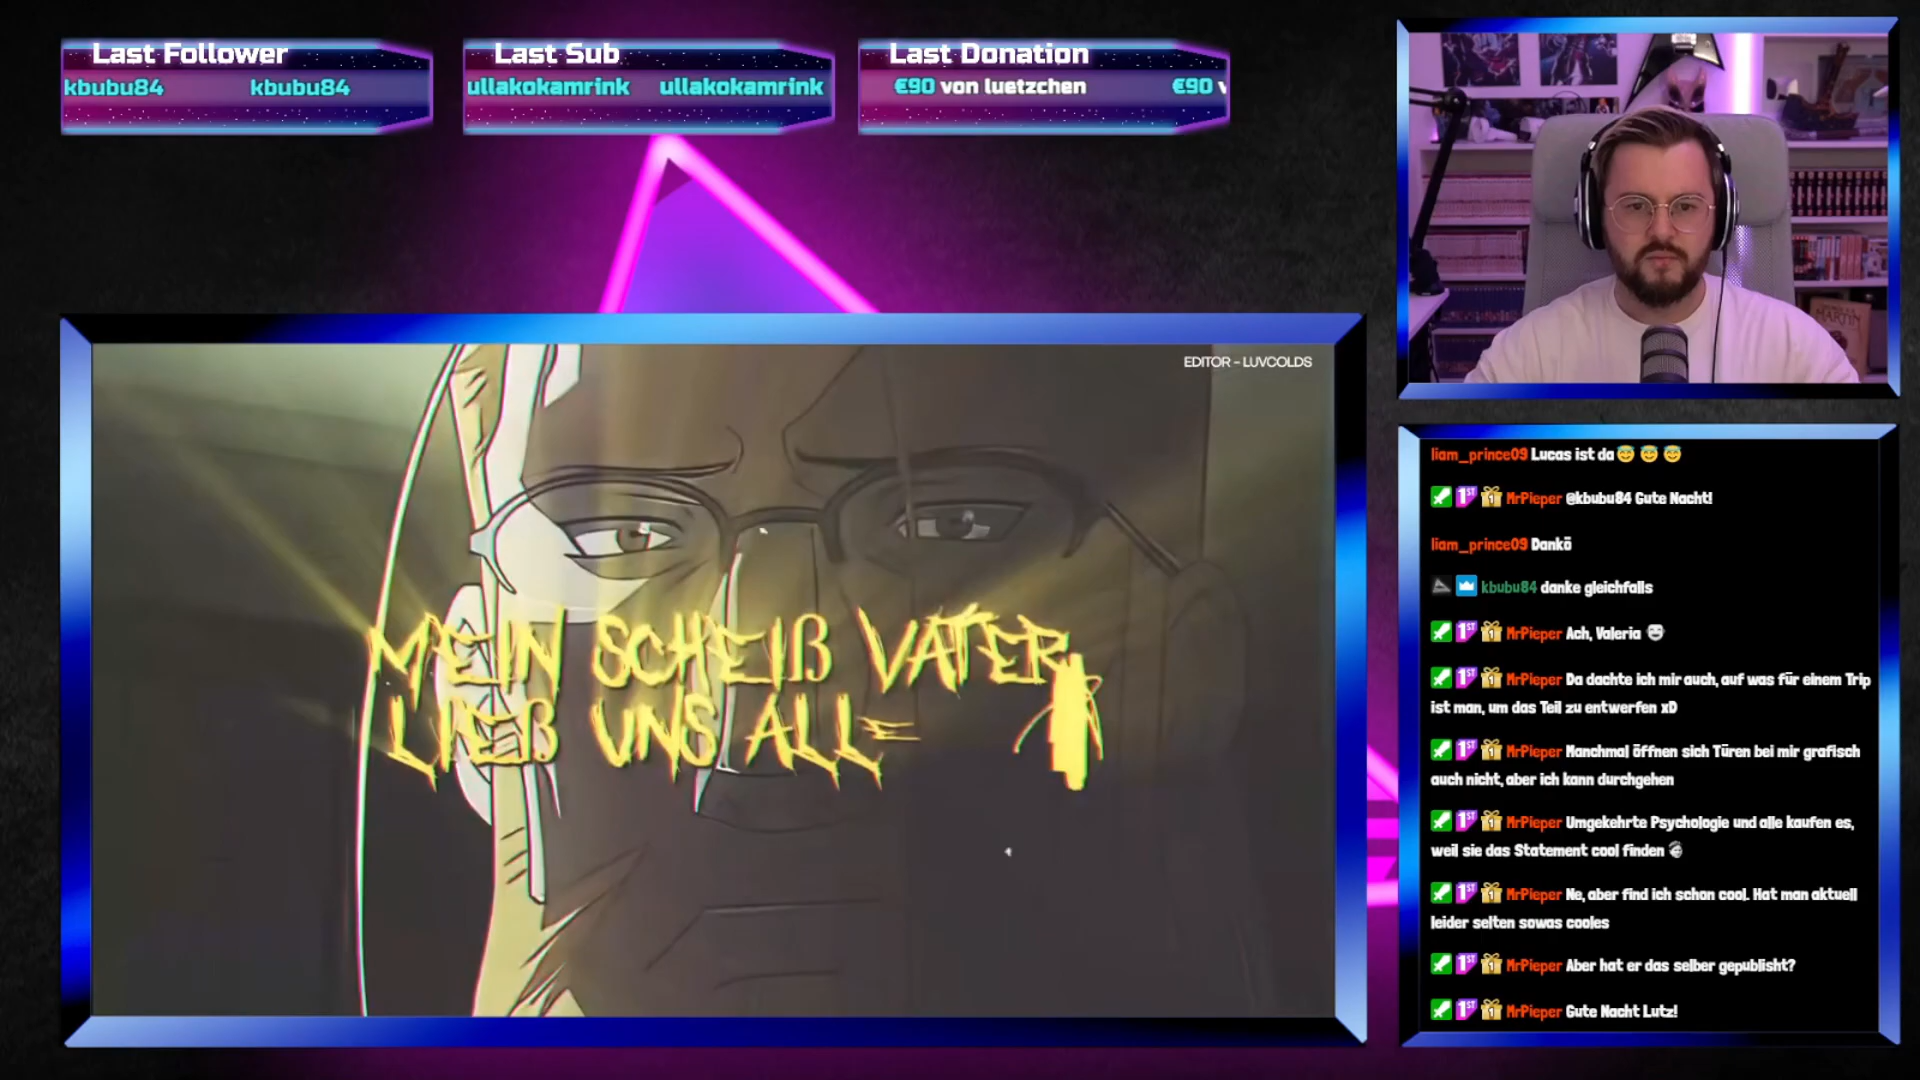 Last Follower
kbubu84 kbubu84
Last Sub
ullakokamrink ullakokamrink
Last Donation
€90 von luetzchen €90 v
EDITOR - LUVCOLDS
MEIN SCHEIß VATER
LIEß UNS ALLE
liam_prince09 Lucas ist da
MrPieper @kbubu84 Gute Nacht!
liam_prince09 Dankö
kbubu84 danke gleichfalls
MrPieper Ach, Valeria
MrPieper Da dachte ich mir auch, auf was für einem Trip
ist man, um das Teil zu entwerfen xD
MrPieper Manchmal öffnen sich Türen bei mir grafisch
auch nicht, aber ich kann durchgehen
MrPieper Umgekehrte Psychologie und alle kaufen es,
weil sie das Statement cool finden
MrPieper Ne, aber find ich schon cool. Hat man aktuell
leider selten sowas cooles
MrPieper Aber hat er das selber gepublisht?
MrPieper Gute Nacht Lutz!